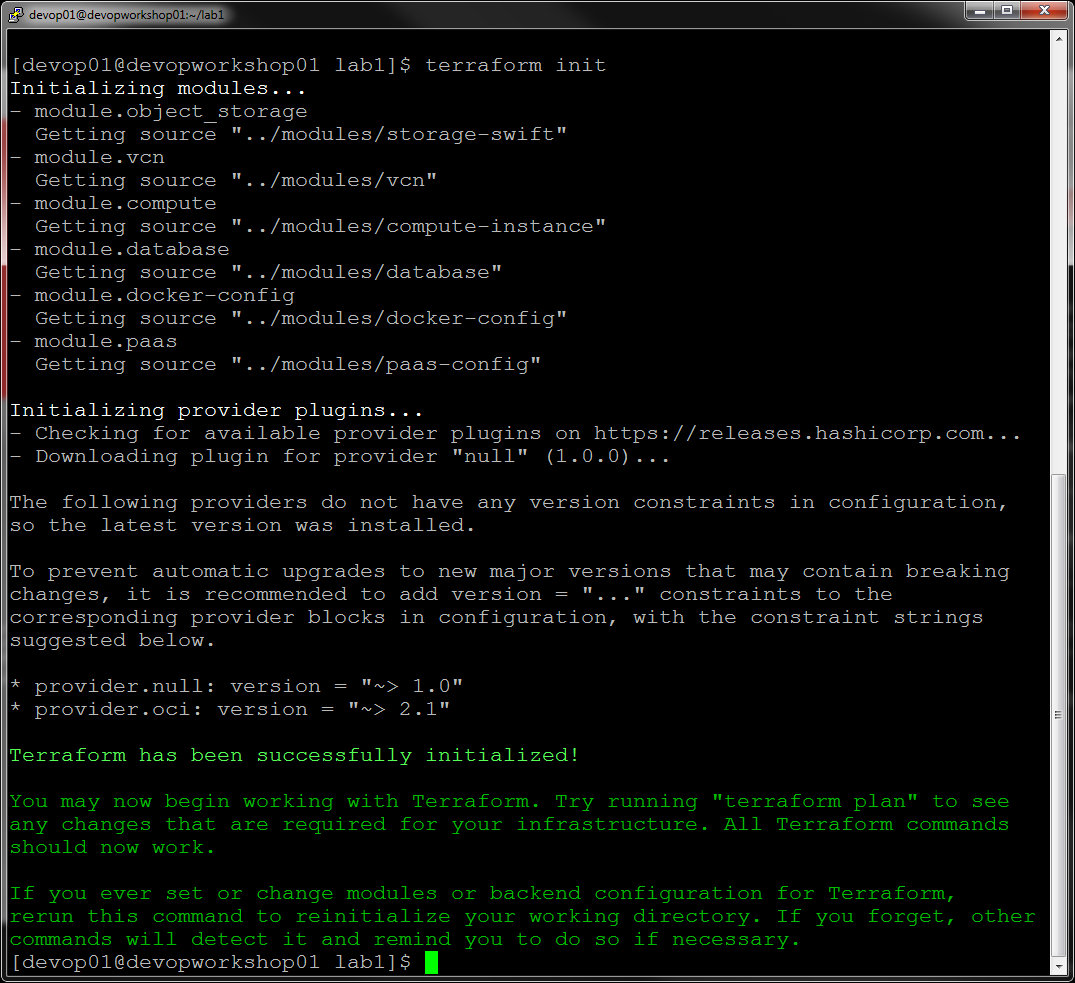 devop01@devopworkshop01:~/lab1
[devop01@devopworkshop01 lab1]$ terraform init
Initializing modules...
- module.object_storage
  Getting source "../modules/storage-swift"
- module.vcn
  Getting source "../modules/vcn"
- module.compute
  Getting source "../modules/compute-instance"
- module.database
  Getting source "../modules/database"
- module.docker-config
  Getting source "../modules/docker-config"
- module.paas
  Getting source "../modules/paas-config"

Initializing provider plugins...
- Checking for available provider plugins on https://releases.hashicorp.com...
- Downloading plugin for provider "null" (1.0.0)...

The following providers do not have any version constraints in configuration,
so the latest version was installed.

To prevent automatic upgrades to new major versions that may contain breaking
changes, it is recommended to add version = "..." constraints to the
corresponding provider blocks in configuration, with the constraint strings
suggested below.

* provider.null: version = "~> 1.0"
* provider.oci: version = "~> 2.1"

Terraform has been successfully initialized!

You may now begin working with Terraform. Try running "terraform plan" to see
any changes that are required for your infrastructure. All Terraform commands
should now work.

If you ever set or change modules or backend configuration for Terraform,
rerun this command to reinitialize your working directory. If you forget, other
commands will detect it and remind you to do so if necessary.
[devop01@devopworkshop01 lab1]$